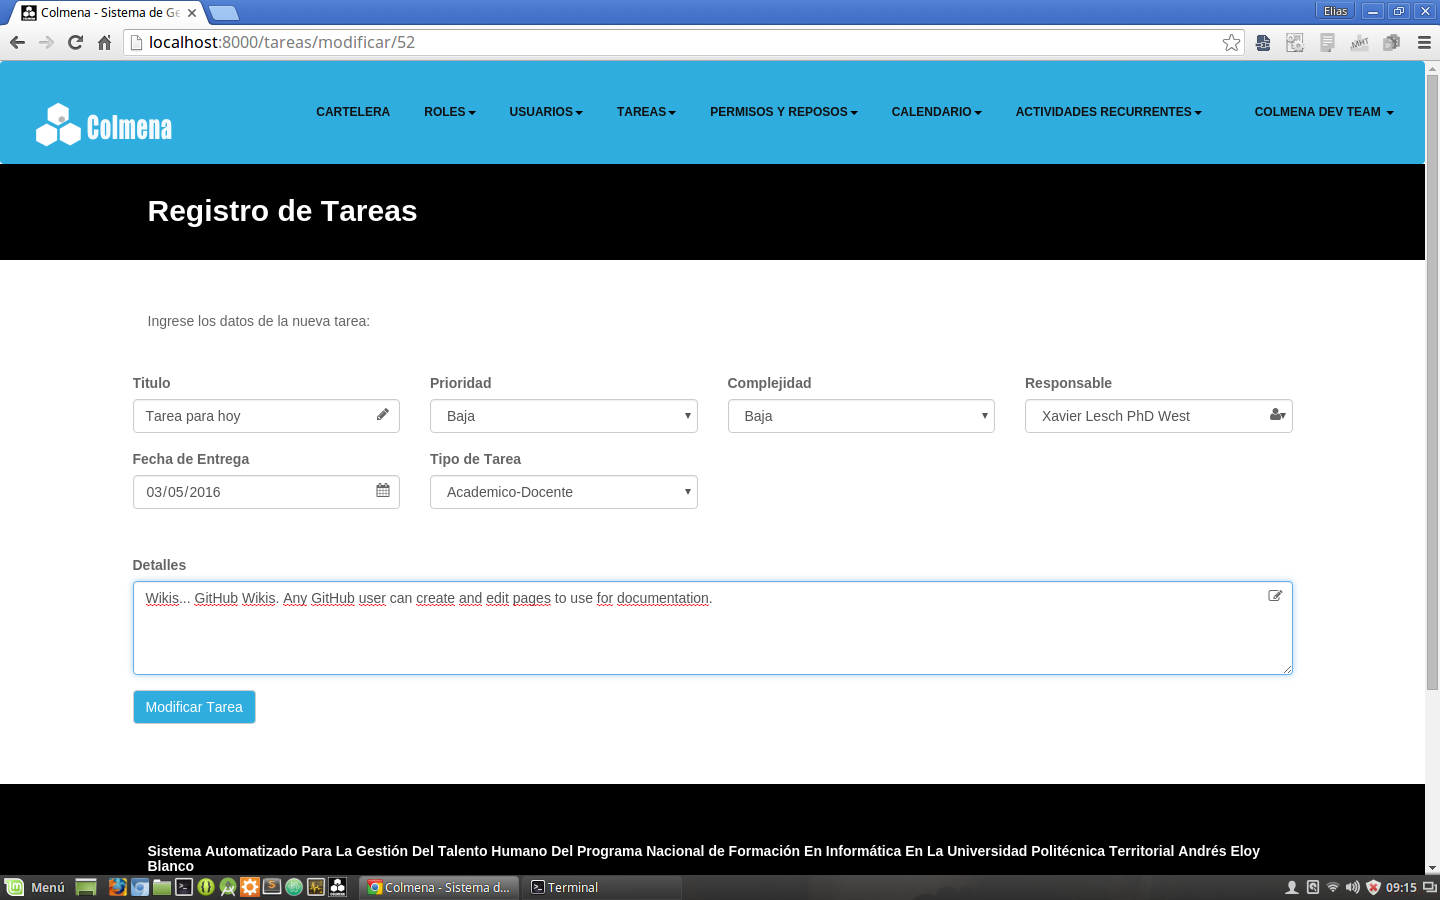 Colmena - Sistema de Ge
Elias
localhost:8000/tareas/modificar/52
MHT
Colmena
CARTELERA ROLES USUARIOS TAREAS PERMISOS Y REPOSOS CALENDARIO ACTIVIDADES RECURRENTES COLMENA DEV TEAM
Registro de Tareas
Ingrese los datos de la nueva tarea:
Titulo Prioridad Complejidad Responsable
Tarea para hoy Baja Baja Xavier Lesch PhD West
Fecha de Entrega Tipo de Tarea
03/05/2016 Academico-Docente
Detalles
Wikis... GitHub Wikis. Any GitHub user can create and edit pages to use for documentation.
Modificar Tarea
Sistema Automatizado Para La Gestión Del Talento Humano Del Programa Nacional de Formación En Informática En La Universidad Politécnica Territorial Andrés Eloy
Blanco
Menú Colmena - Sistema d... Terminal 09:15